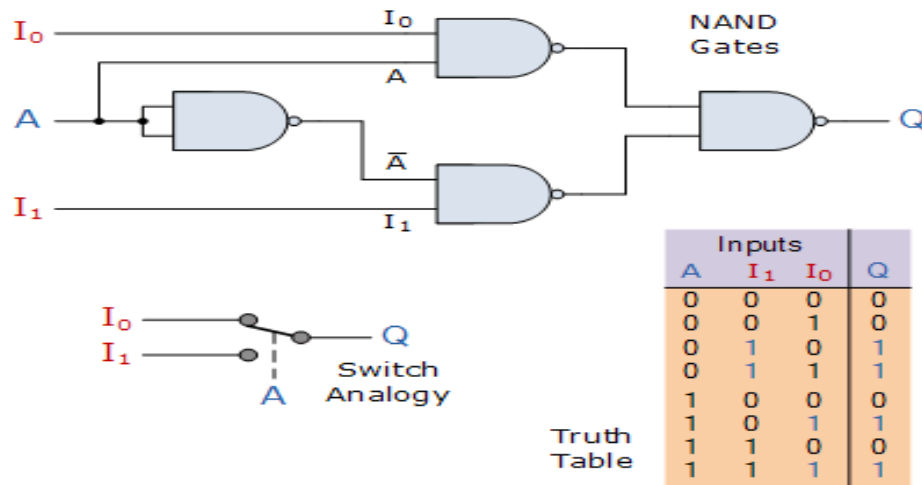 I₀
I₀
NAND
Gates
A
A
Q
A̅
I₁
I₁
Inputs
A I₁ I₀ Q
0 0 0 0
0 0 1 0
0 1 0 1
0 1 1 1
1 0 0 0
1 0 1 1
1 1 0 0
1 1 1 1
I₀
Q
I₁
Switch
Analogy
A
Truth
Table